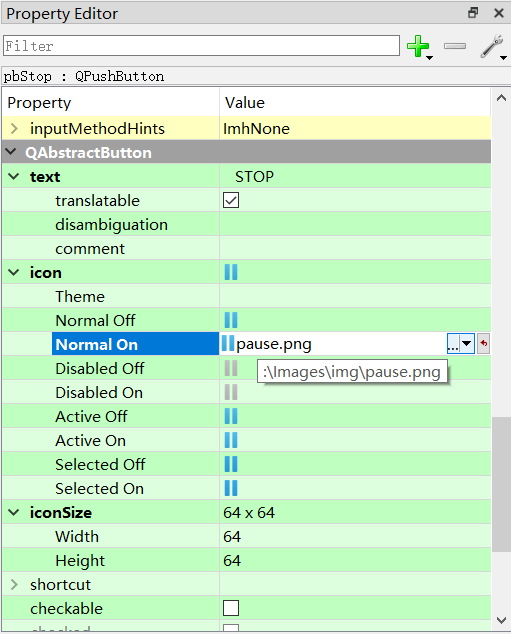 Property Editor
Filter
pbStop : QPushButton
Property Value
inputMethodHints ImhNone
QAbstractButton
text STOP
translatable
disambiguation
comment
icon
Theme
Normal Off
Normal On pause.png ...
Disabled Off :\Images\img\pause.png
Disabled On
Active Off
Active On
Selected Off
Selected On
iconSize 64 x 64
Width 64
Height 64
shortcut
checkable
checked